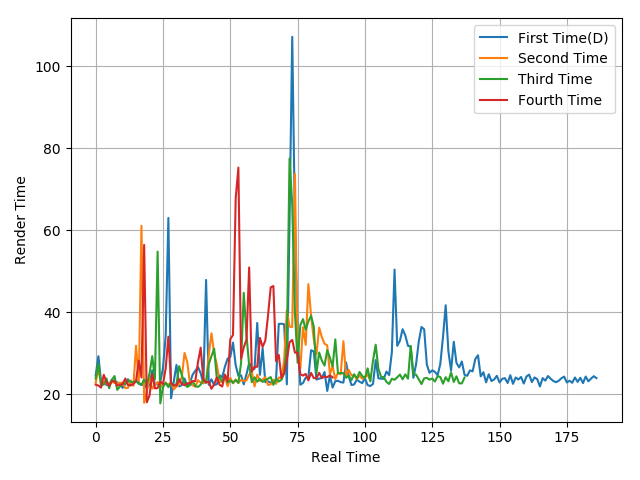 First Time(D)
Second Time
Third Time
Fourth Time
100
80
60
40
20
Render Time
0 25 50 75 100 125 150 175
Real Time